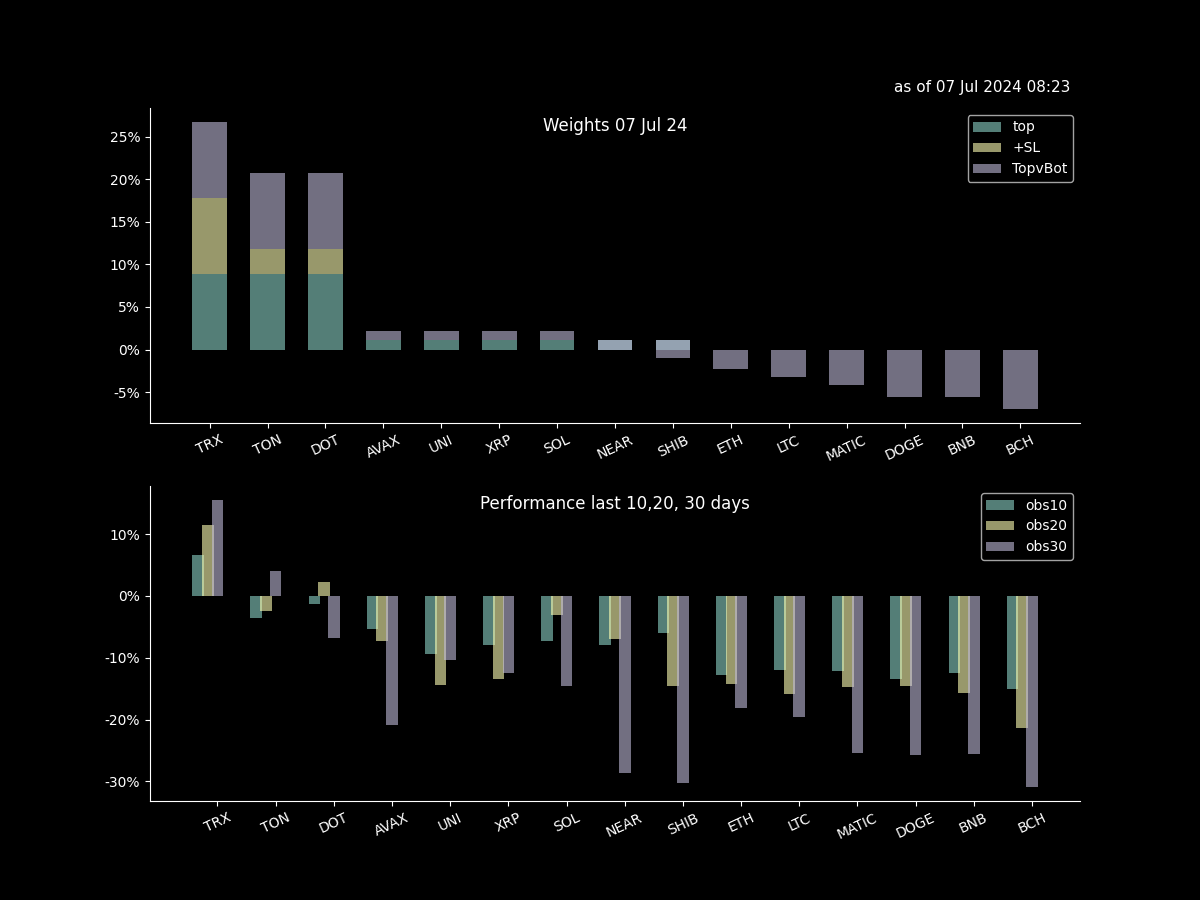 as of 07 Jul 2024 08:23
Weights 07 Jul 24
top
+SL
TopvBot
25%
20%
15%
10%
5%
0%
-5%
TRX TON DOT AVAX UNI XRP SOL NEAR SHIB ETH LTC MATIC DOGE BNB BCH
Performance last 10,20, 30 days
obs10
obs20
obs30
10%
0%
-10%
-20%
-30%
TRX TON DOT AVAX UNI XRP SOL NEAR SHIB ETH LTC MATIC DOGE BNB BCH